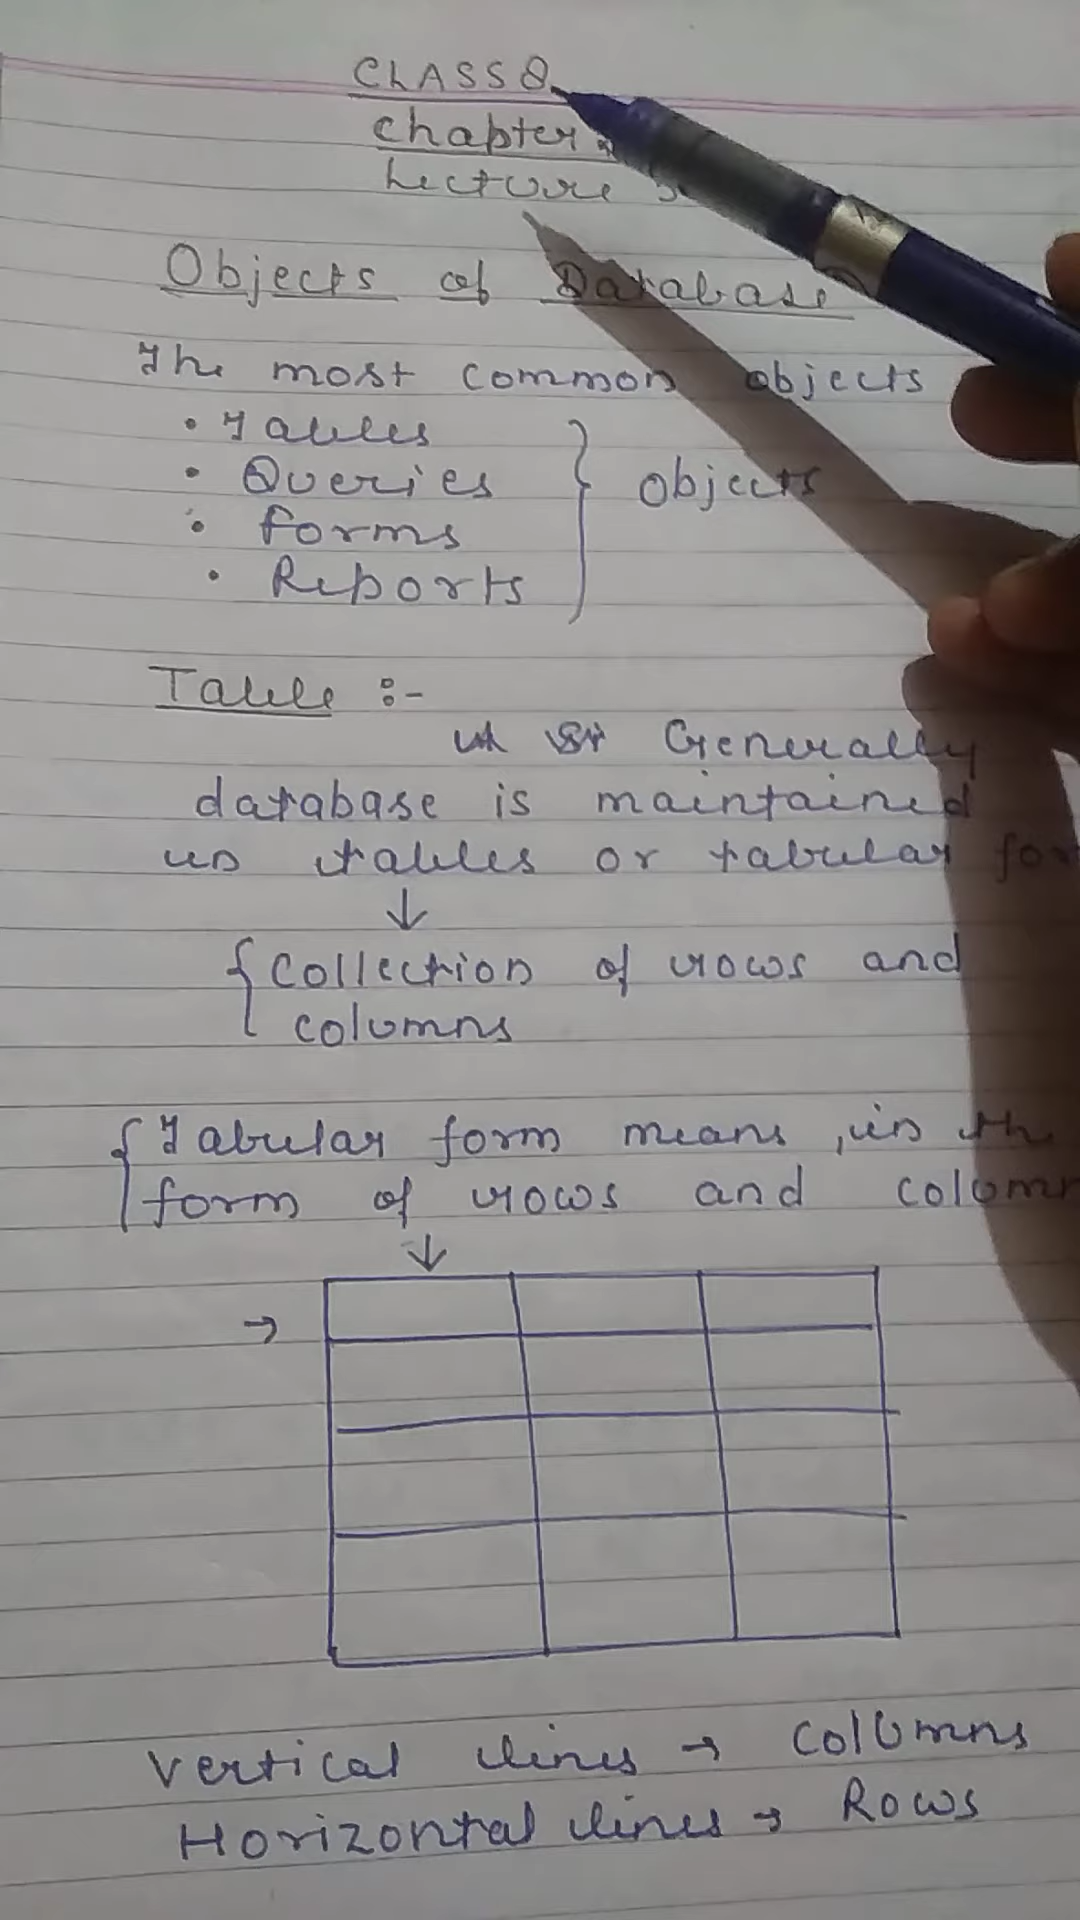 CLASS 8
Chapter
Lecture
Objects of Database
The most common objects
• Tables
• Queries
} Objects
• forms
• Reports
Table :-
Generally
database is maintained
in tables or tabular
↓
{ Collection of rows and
columns
{ Tabular form means , in the
form of rows and
↓
→
Vertical lines → Columns
Horizontal lines → Rows